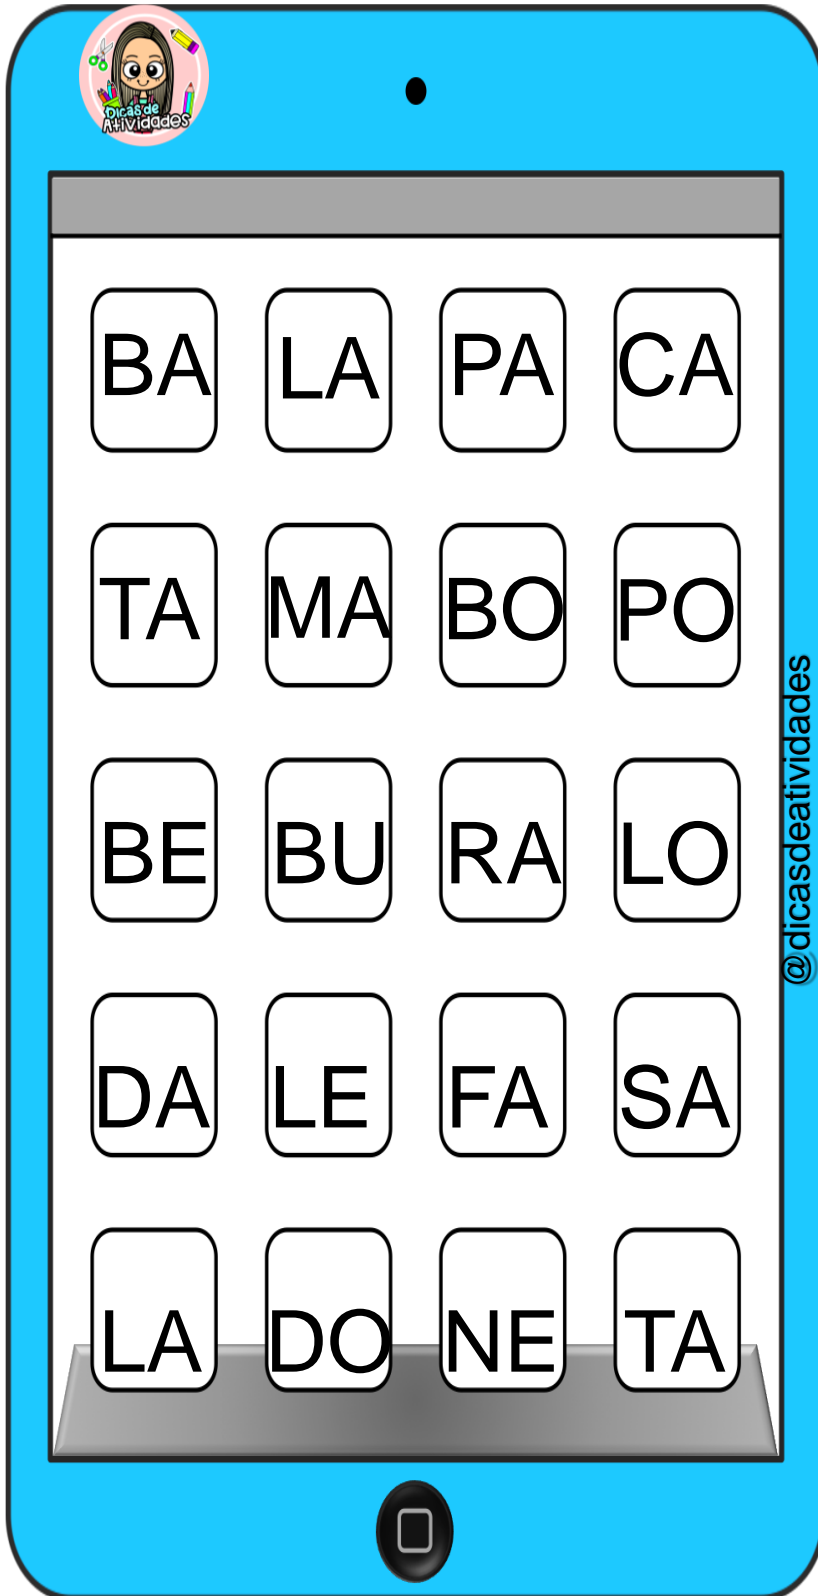 Dicas de
Atividades
BA LA PA CA
TA MA BO PO
BE BU RA LO
DA LE FA SA
LA DO NE TA
@dicasdeatividades